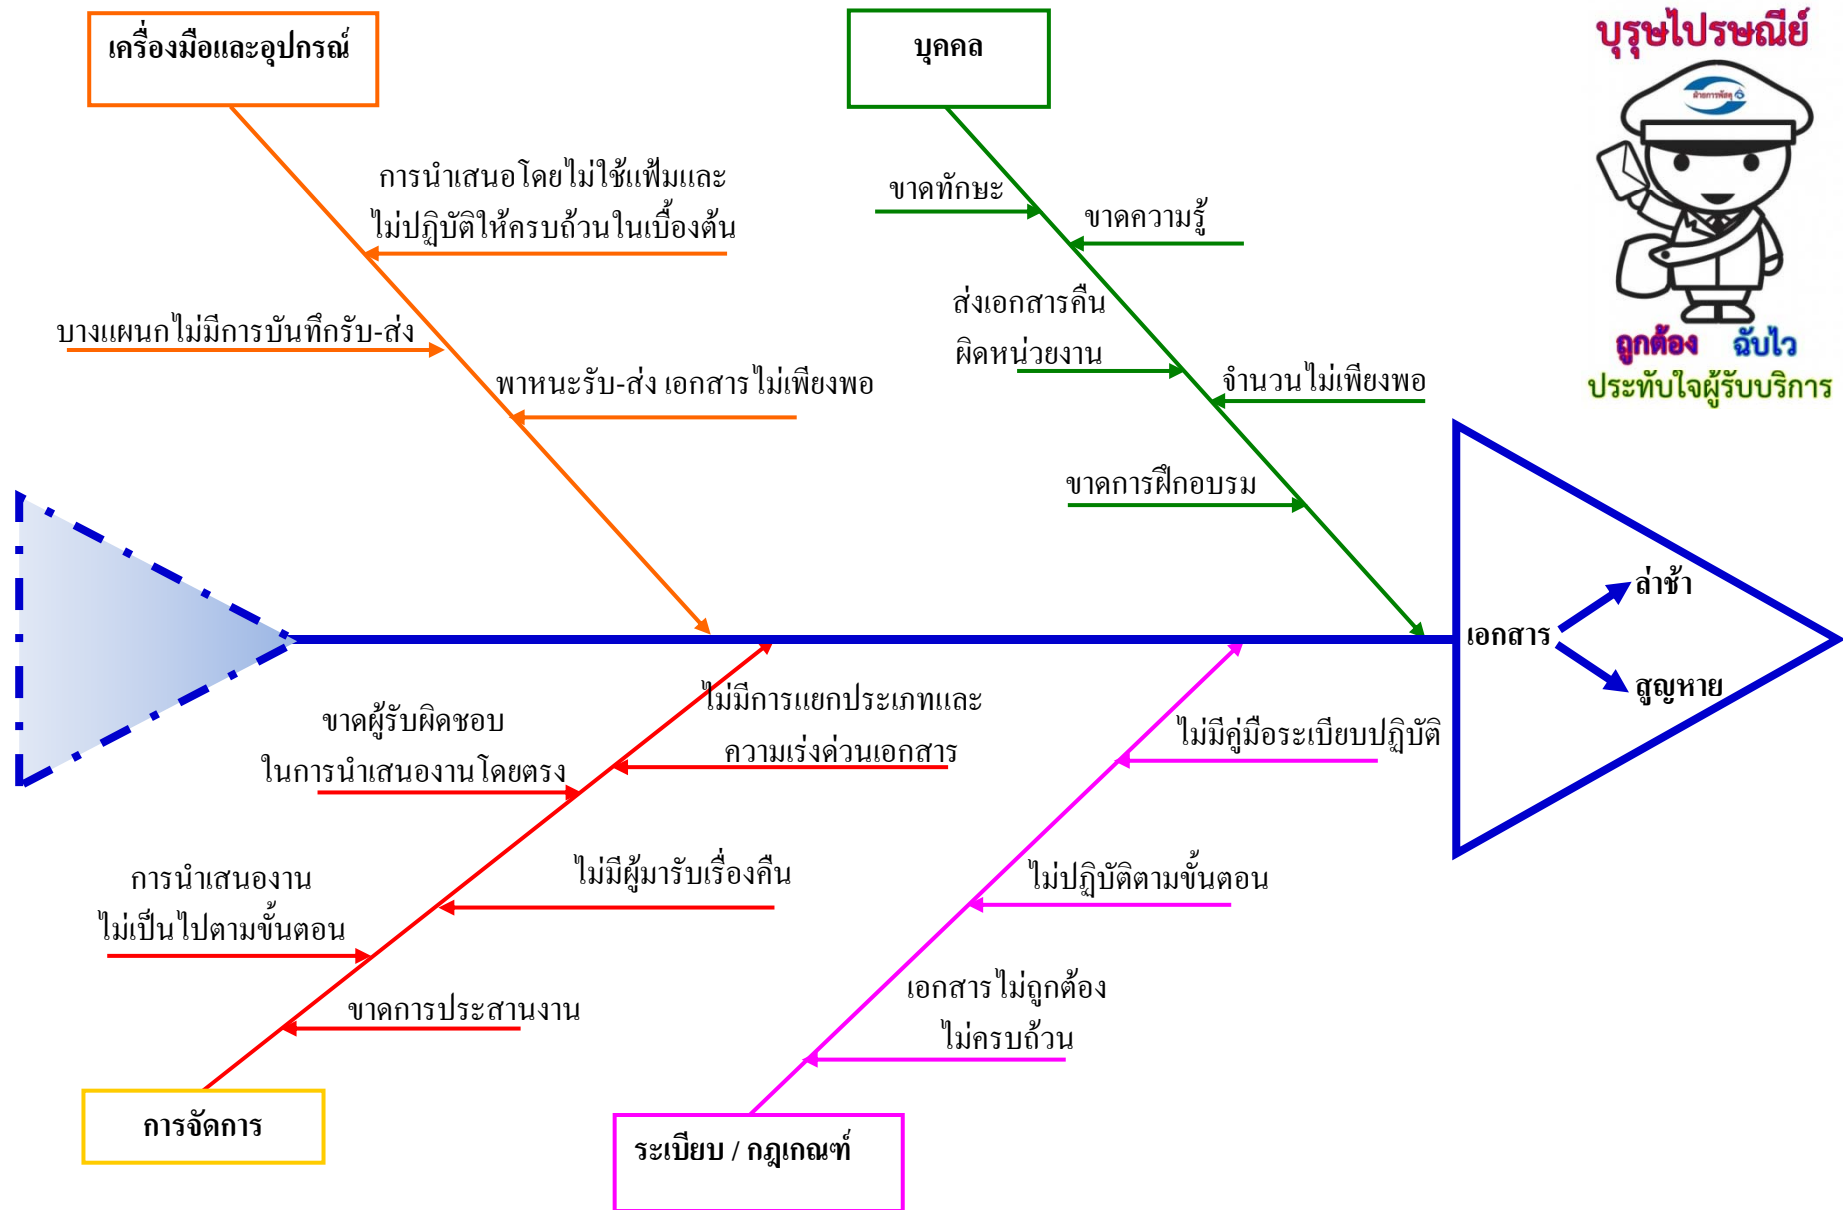 เครื่องมือและอุปกรณ์
บุคคล
บุรุษไปรษณีย์
ฝ่ายการพัสดุ
การนำเสนอโดยไม่ใช้แฟ้มและ
ไม่ปฏิบัติให้ครบถ้วนในเบื้องต้น
ขาดทักษะ
ขาดความรู้
บางแผนกไม่มีการบันทึกรับ-ส่ง
ส่งเอกสารคืน
ผิดหน่วยงาน
พาหนะรับ-ส่ง เอกสารไม่เพียงพอ
จำนวนไม่เพียงพอ
ถูกต้อง ฉับไว
ประทับใจผู้รับบริการ
ขาดการฝึกอบรม
ล่าช้า
เอกสาร
สูญหาย
ขาดผู้รับผิดชอบ
ในการนำเสนองานโดยตรง
ไม่มีการแยกประเภทและ
ความเร่งด่วนเอกสาร
ไม่มีคู่มือระเบียบปฏิบัติ
การนำเสนองาน
ไม่เป็นไปตามขั้นตอน
ไม่มีผู้มารับเรื่องคืน
ไม่ปฏิบัติตามขั้นตอน
ขาดการประสานงาน
เอกสารไม่ถูกต้อง
ไม่ครบถ้วน
การจัดการ
ระเบียบ / กฎเกณฑ์